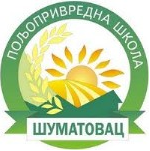 ПОЉОПРИВРЕДНА ШКОЛА
ШУМАТОВАЦ